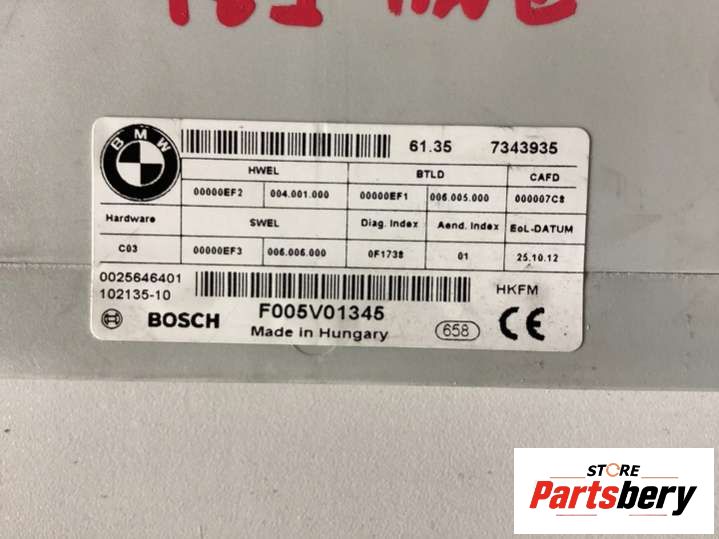 BMW
61.35 7343935
HWEL BTLD CAFD
00000EF2 004.001.000 00000EF1 006.005.000 000007C8
Hardware SWEL Diag. Index Aend. Index EoL-DATUM
C03 00000EF3 006.006.000 0F1738 01 25.10.12
0025646401
102135-10
HKFM
BOSCH F005V01345
Made in Hungary
658 CE
STORE
Partsbery